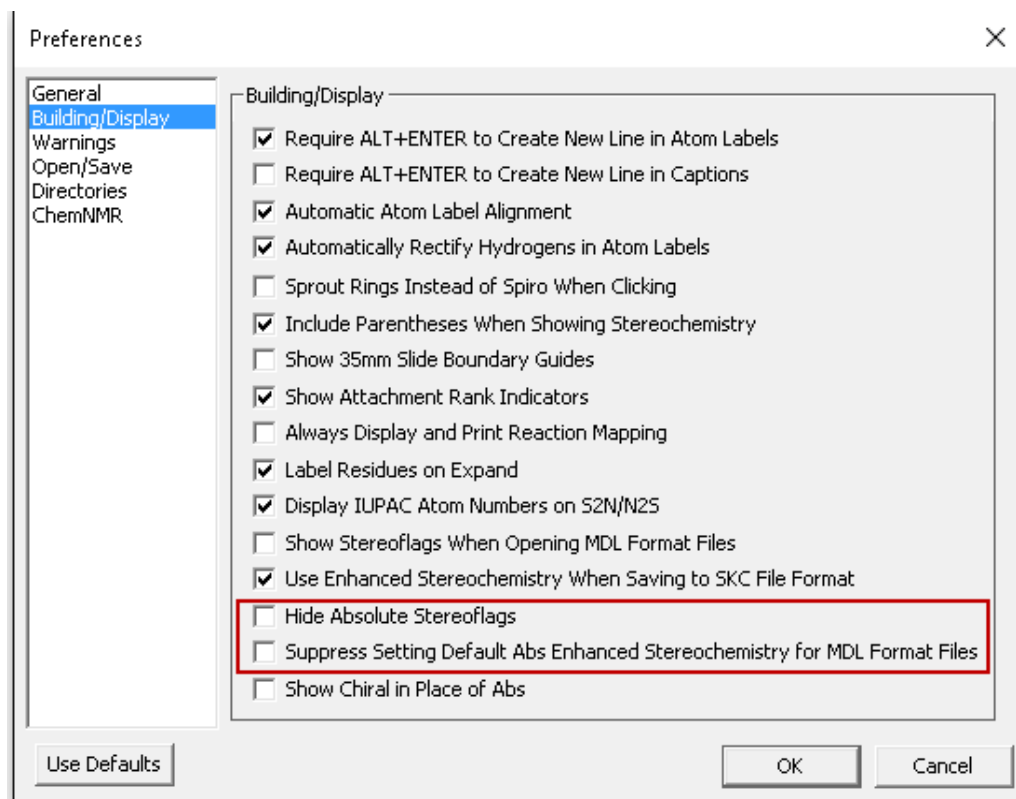 Preferences
General
Building/Display
Warnings
Open/Save
Directories
ChemNMR
Building/Display
Require ALT+ENTER to Create New Line in Atom Labels
Require ALT+ENTER to Create New Line in Captions
Automatic Atom Label Alignment
Automatically Rectify Hydrogens in Atom Labels
Sprout Rings Instead of Spiro When Clicking
Include Parentheses When Showing Stereochemistry
Show 35mm Slide Boundary Guides
Show Attachment Rank Indicators
Always Display and Print Reaction Mapping
Label Residues on Expand
Display IUPAC Atom Numbers on S2N/N2S
Show Stereoflags When Opening MDL Format Files
Use Enhanced Stereochemistry When Saving to SKC File Format
Hide Absolute Stereoflags
Suppress Setting Default Abs Enhanced Stereochemistry for MDL Format Files
Show Chiral in Place of Abs
Use Defaults
OK
Cancel